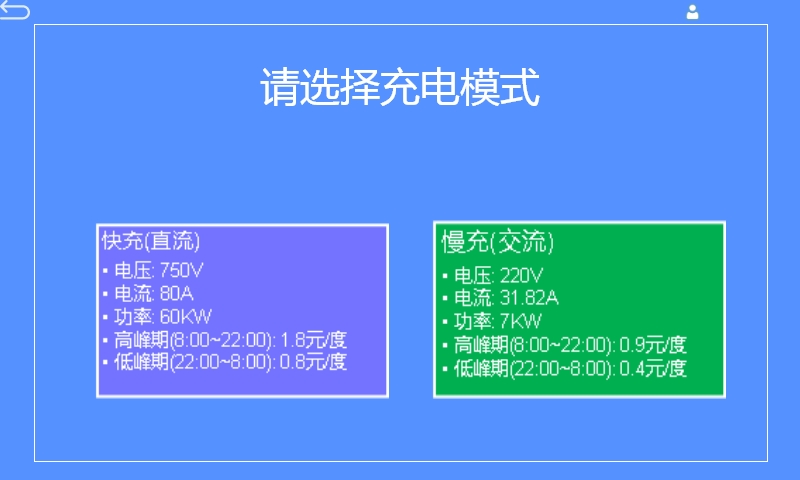 请选择充电模式
快充(直流)
▪ 电压: 750V
▪ 电流: 80A
▪ 功率: 60KW
▪ 高峰期(8:00~22:00): 1.8元/度
▪ 低峰期(22:00~8:00): 0.8元/度
慢充(交流)
▪ 电压: 220V
▪ 电流: 31.82A
▪ 功率: 7KW
▪ 高峰期(8:00~22:00): 0.9元/度
▪ 低峰期(22:00~8:00): 0.4元/度